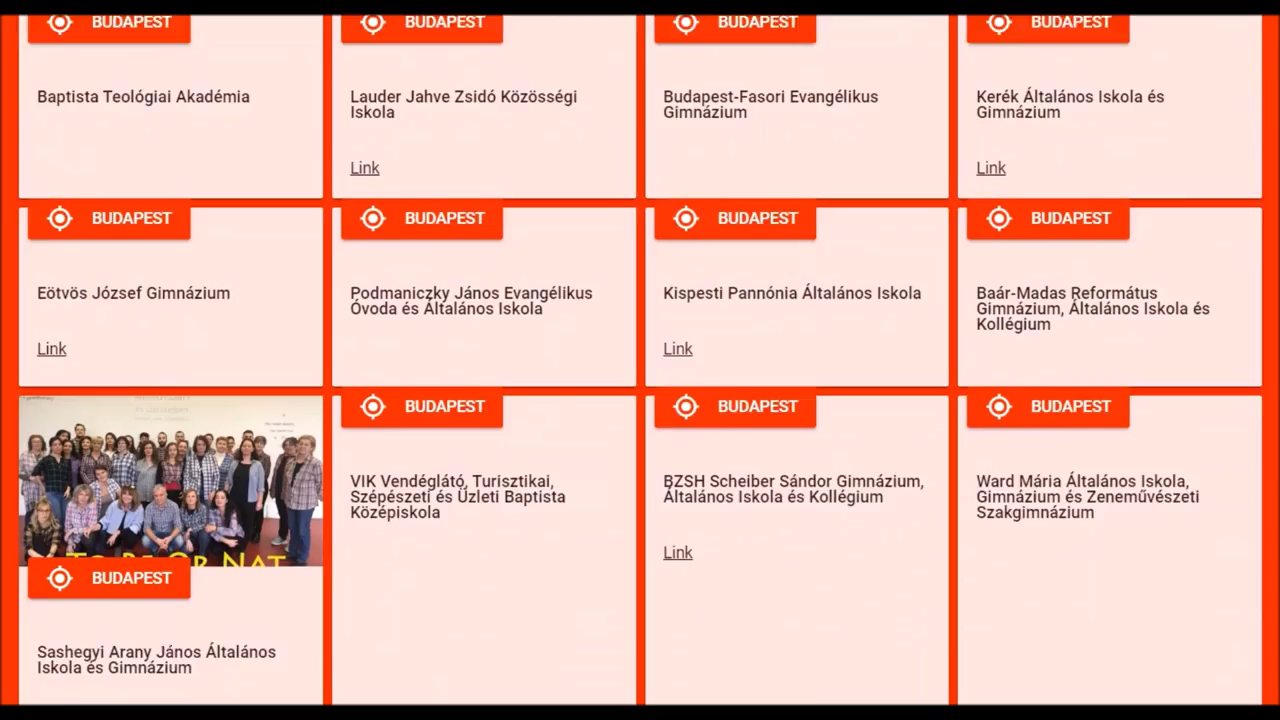 BUDAPEST
BUDAPEST
BUDAPEST
BUDAPEST
Baptista Teológiai Akadémia
Lauder Jahve Zsidó Közösségi
Iskola
Link
Budapest-Fasori Evangélikus
Gimnázium
Kerék Általános Iskola és
Gimnázium
Link
BUDAPEST
BUDAPEST
BUDAPEST
BUDAPEST
Eötvös József Gimnázium
Link
Podmaniczky János Evangélikus
Óvoda és Általános Iskola
Kispesti Pannónia Általános Iskola
Link
Baár-Madas Református
Gimnázium, Általános Iskola és
Kollégium
TO BE OR NAT
BUDAPEST
Sashegyi Arany János Általános
Iskola és Gimnázium
BUDAPEST
VIK Vendéglátó, Turisztikai,
Szépészeti és Üzleti Baptista
Középiskola
BUDAPEST
BZSH Scheiber Sándor Gimnázium,
Általános Iskola és Kollégium
Link
BUDAPEST
Ward Mária Általános Iskola,
Gimnázium és Zeneművészeti
Szakgimnázium